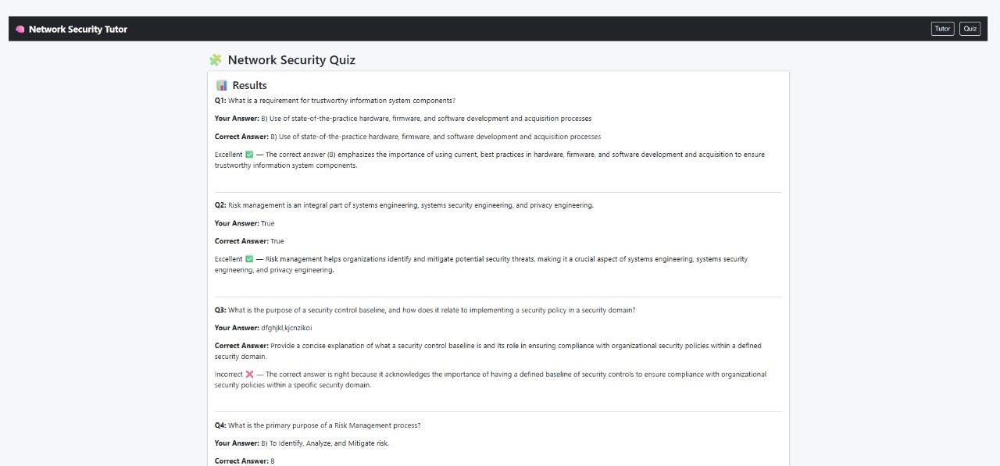 Network Security Tutor
Tutor
Quiz
Network Security Quiz
Results
Q1: What is a requirement for trustworthy information system components?
Your Answer: B) Use of state-of-the-practice hardware, firmware, and software development and acquisition processes
Correct Answer: B) Use of state-of-the-practice hardware, firmware, and software development and acquisition processes
Excellent ✅ — The correct answer (B) emphasizes the importance of using current, best practices in hardware, firmware, and software development and acquisition to ensure
trustworthy information system components.
Q2: Risk management is an integral part of systems engineering, systems security engineering, and privacy engineering.
Your Answer: True
Correct Answer: True
Excellent ✅ — Risk management helps organizations identify and mitigate potential security threats, making it a crucial aspect of systems engineering, systems security
engineering, and privacy engineering.
Q3: What is the purpose of a security control baseline, and how does it relate to implementing a security policy in a security domain?
Your Answer: dfghjkl,kjcnzikoi
Correct Answer: Provide a concise explanation of what a security control baseline is and its role in ensuring compliance with organizational security policies within a defined
security domain.
Incorrect ❌ — The correct answer is right because it acknowledges the importance of having a defined baseline of security controls to ensure compliance with organizational
security policies within a specific security domain.
Q4: What is the primary purpose of a Risk Management process?
Your Answer: B) To Identify, Analyze, and Mitigate risk.
Correct Answer: B